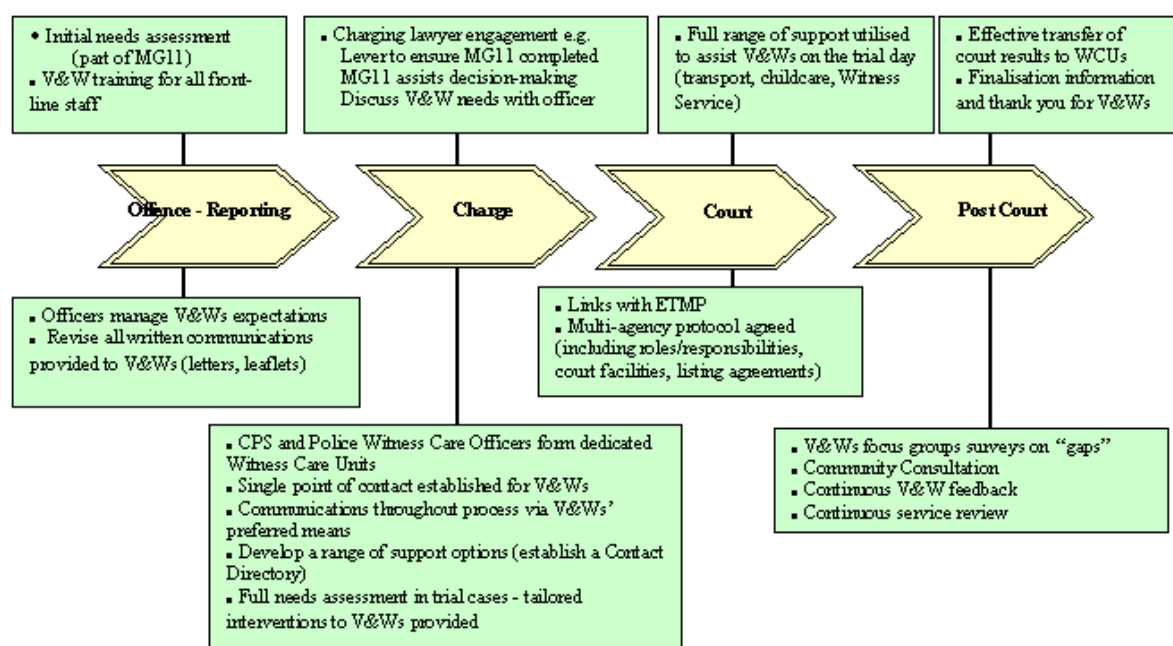 • Initial needs assessment
(part of MG11)
▪ V&W training for all front-
line staff
▪ Charging lawyer engagement e.g.
Lever to ensure MG11 completed
MG11 assists decision-making
Discuss V&W needs with officer
▪ Full range of support utilised
to assist V&Ws on the trial day
(transport, childcare, Witness
Service)
▪ Effective transfer of
court results to WCUs
▪ Finalisation information
and thank you for V&Ws
Offence - Reporting
Charge
Court
Post Court
▪ Officers manage V&Ws expectations
▪ Revise all written communications
provided to V&Ws (letters, leaflets)
▪ Links with ETMP
▪ Multi-agency protocol agreed
(including roles/responsibilities,
court facilities, listing agreements)
▪ CPS and Police Witness Care Officers form dedicated
Witness Care Units
▪ Single point of contact established for V&Ws
▪ Communications throughout process via V&Ws’
preferred means
▪ Develop a range of support options (establish a Contact
Directory)
▪ Full needs assessment in trial cases - tailored
interventions to V&Ws provided
▪ V&Ws focus groups surveys on “gaps”
▪ Community Consultation
▪ Continuous V&W feedback
▪ Continuous service review